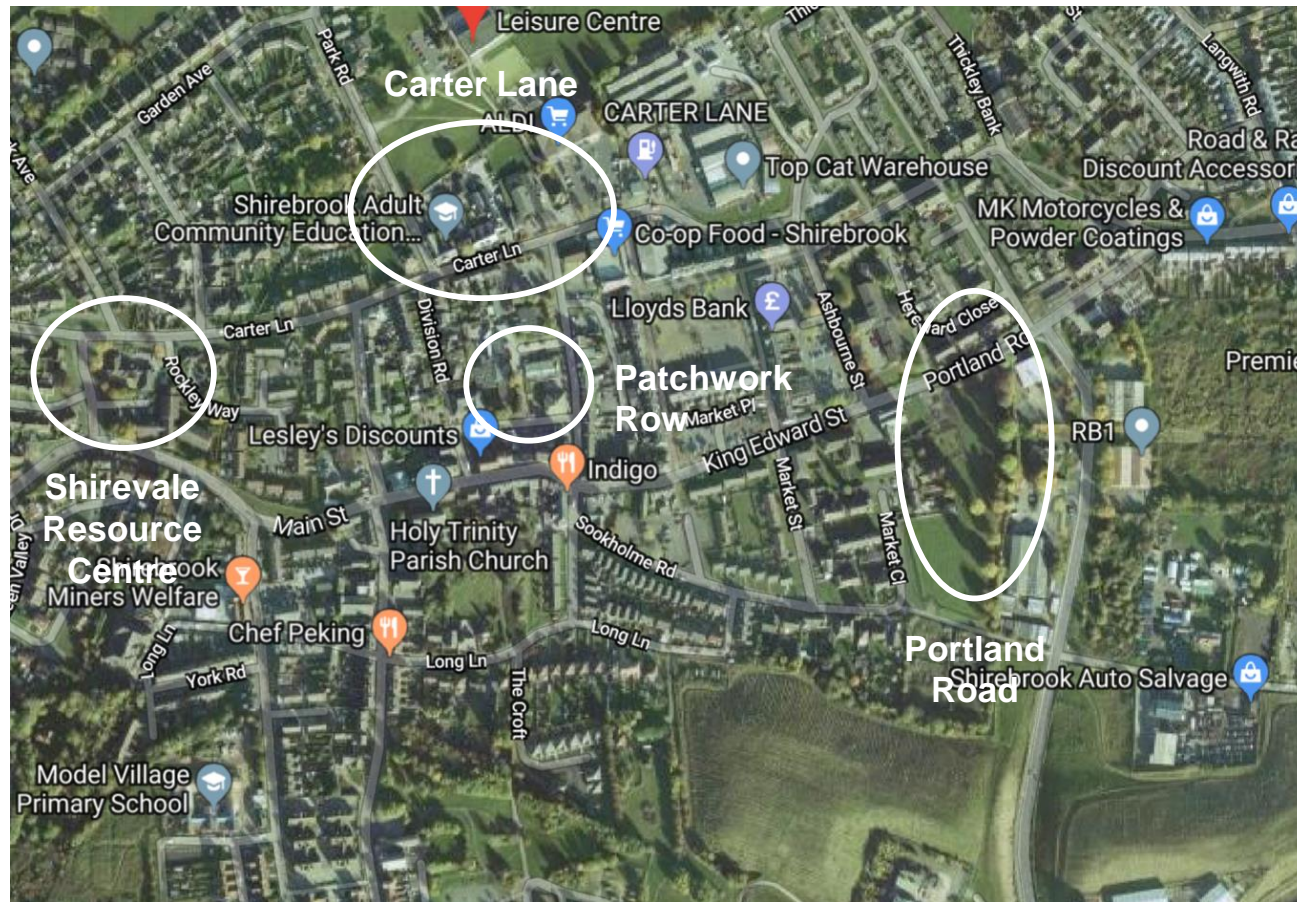 Leisure Centre
Park Rd
Garden Ave
Carter Lane
ALDI
CARTER LANE
Thickley Bank
Langwith Rd
Top Cat Warehouse
Road & Ra
Discount Accessor
Shirebrook Adult
Community Education...
MK Motorcycles &
Powder Coatings
Co-op Food - Shirebrook
Carter Ln
Carter Ln
Division Rd
Lloyds Bank
Ashbourne St
Hereward Close
Portland Rd
Premie
Rockley Way
Patchwork
Row
Market Pl
Lesley's Discounts
King Edward St
RB1
Indigo
Main St
Market St
Market Cl
Shirevale
Resource
Centre
Holy Trinity
Parish Church
Sookholme Rd
Shirebrook
Miners Welfare
Chef Peking
Long Ln
Long Ln
Long Ln
York Rd
The Croft
Portland
Road
Shirebrook Auto Salvage
Model Village
Primary School